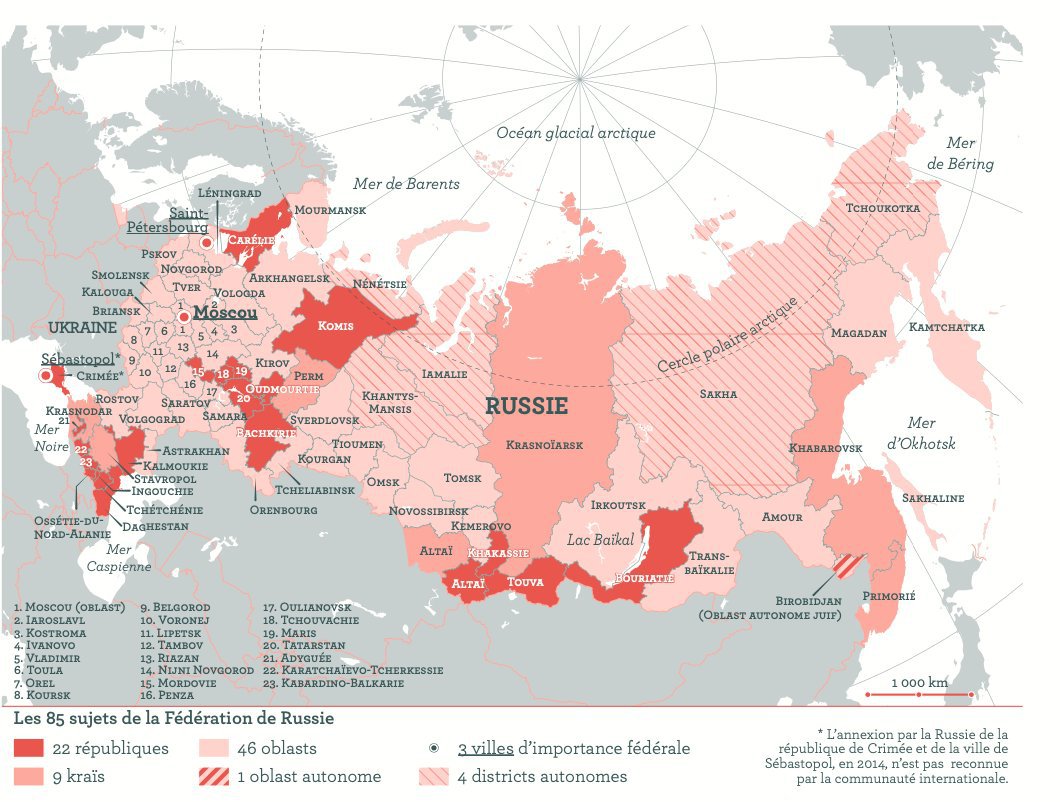 Océan glacial arctique
Mer
de Béring
Mer de Barents
Léningrad
Saint-
Pétersbourg
Mourmansk
Tchoukotka
Carélie
Pskov
Novgorod
Arkhangelsk
Nénétsie
Smolensk
Tver
Vologda
Kalouga
Briansk
2
1
Moscou
Ukraine
Komis
Cercle polaire arctique
Magadan
Kamtchatka
7 6 1 5 4 3
8
13
14
9
11
12
10
Sébastopol*
Crimée*
Kirov
15 18 19
Perm
Iamalie
16
17
20
Oudmourtie
Khantys-
Mansis
RUSSIE
Sakha
Rostov
Saratov
Krasnodar
21
Volgograd
Samara
Sverdlovsk
Mer
Noire
Bachkirie
Tioumen
Krasnoïarsk
Khabarovsk
Mer
d'Okhotsk
22
23
Astrakhan
Kalmoukie
Kourgan
Stavropol
Ingouchie
Tcheliabinsk
Omsk
Tomsk
Sakhaline
Tchétchénie
Orenbourg
Novossibirsk
Irkoutsk
Amour
Ossétie-du-
Nord-Alanie
Daghestan
Kemerovo
Mer
Caspienne
Altaï
Khakassie
Lac Baïkal
Trans-
baïkalie
Altaï
Touva
Bouriatie
Birobidjan
(Oblast autonome juif)
Primorié
1. Moscou (oblast)
2. Iaroslavl
3. Kostroma
4. Ivanovo
5. Vladimir
6. Toula
7. Orel
8. Koursk
9. Belgorod
10. Voronej
11. Lipetsk
12. Tambov
13. Riazan
14. Nijni Novgorod
15. Mordovie
16. Penza
17. Oulianovsk
18. Tchouvachie
19. Maris
20. Tatarstan
21. Adyguée
22. Karatchaïevo-Tcherkessie
23. Kabardino-Balkarie
1 000 km
Les 85 sujets de la Fédération de Russie
22 républiques
46 oblasts
3 villes d'importance fédérale
9 kraïs
1 oblast autonome
4 districts autonomes
* L'annexion par la Russie de la
république de Crimée et de la ville de
Sébastopol, en 2014, n'est pas reconnue
par la communauté internationale.